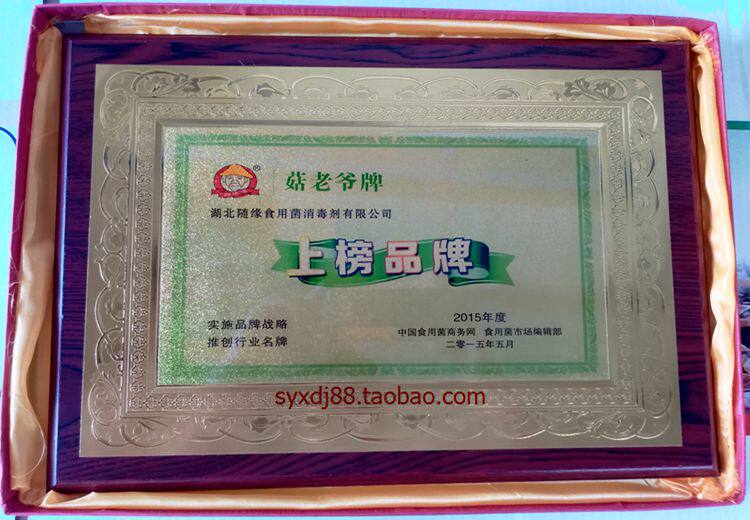 菇老爷牌
®
湖北随缘食用菌消毒剂有限公司
上榜品牌
实施品牌战略
推创行业名牌
2015年度
中国食用菌商务网 食用菌市场编辑部
二零一五年五月
syxdj88.taobao.com